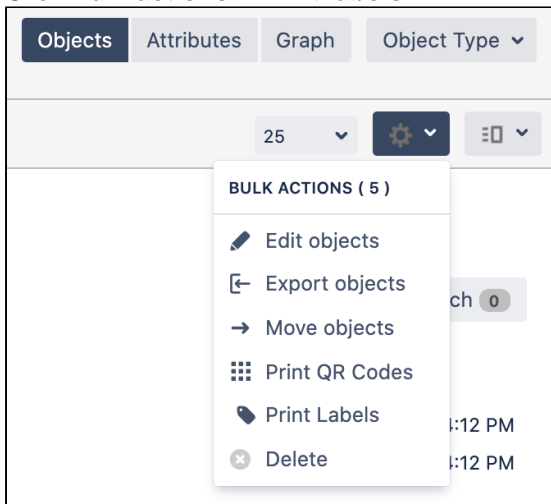 Objects Attributes Graph Object Type
25
BULK ACTIONS ( 5 )
Edit objects
Export objects
ch 0
Move objects
Print QR Codes
Print Labels
:12 PM
Delete
:12 PM